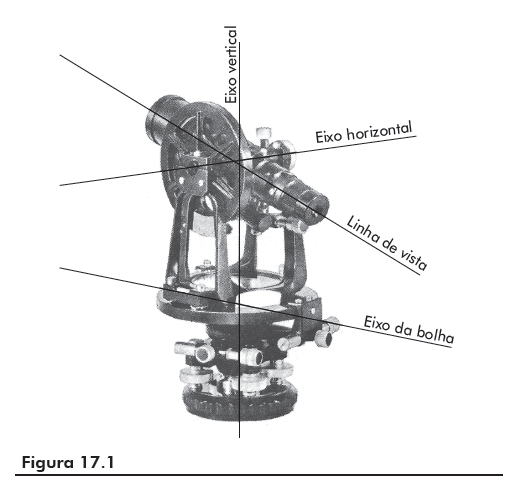 Eixo vertical
Eixo horizontal
Linha de vista
Eixo da bolha
Figura 17.1